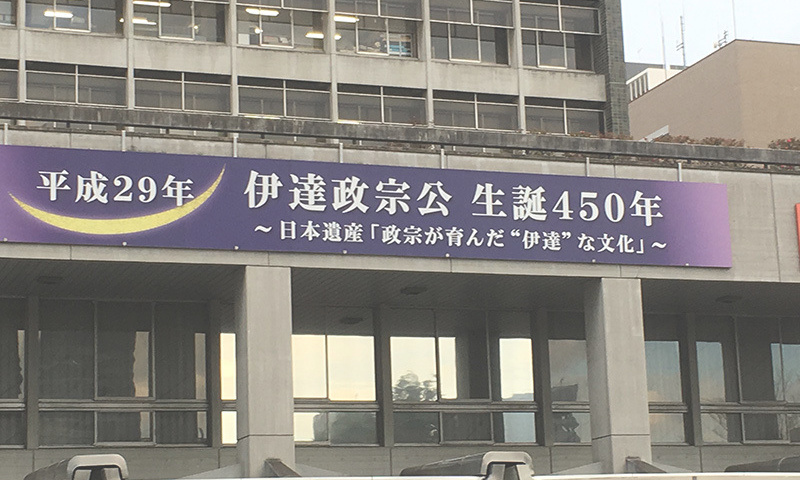 平成29年
伊達政宗公 生誕450年
～日本遺産「政宗が育んだ“伊達”な文化」～